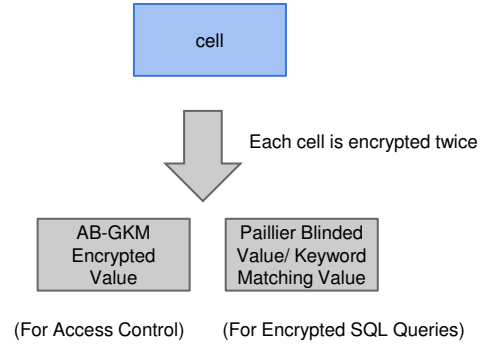 cell
Each cell is encrypted twice
AB-GKM
Encrypted
Value
Paillier Blinded
Value/ Keyword
Matching Value
(For Access Control)
(For Encrypted SQL Queries)